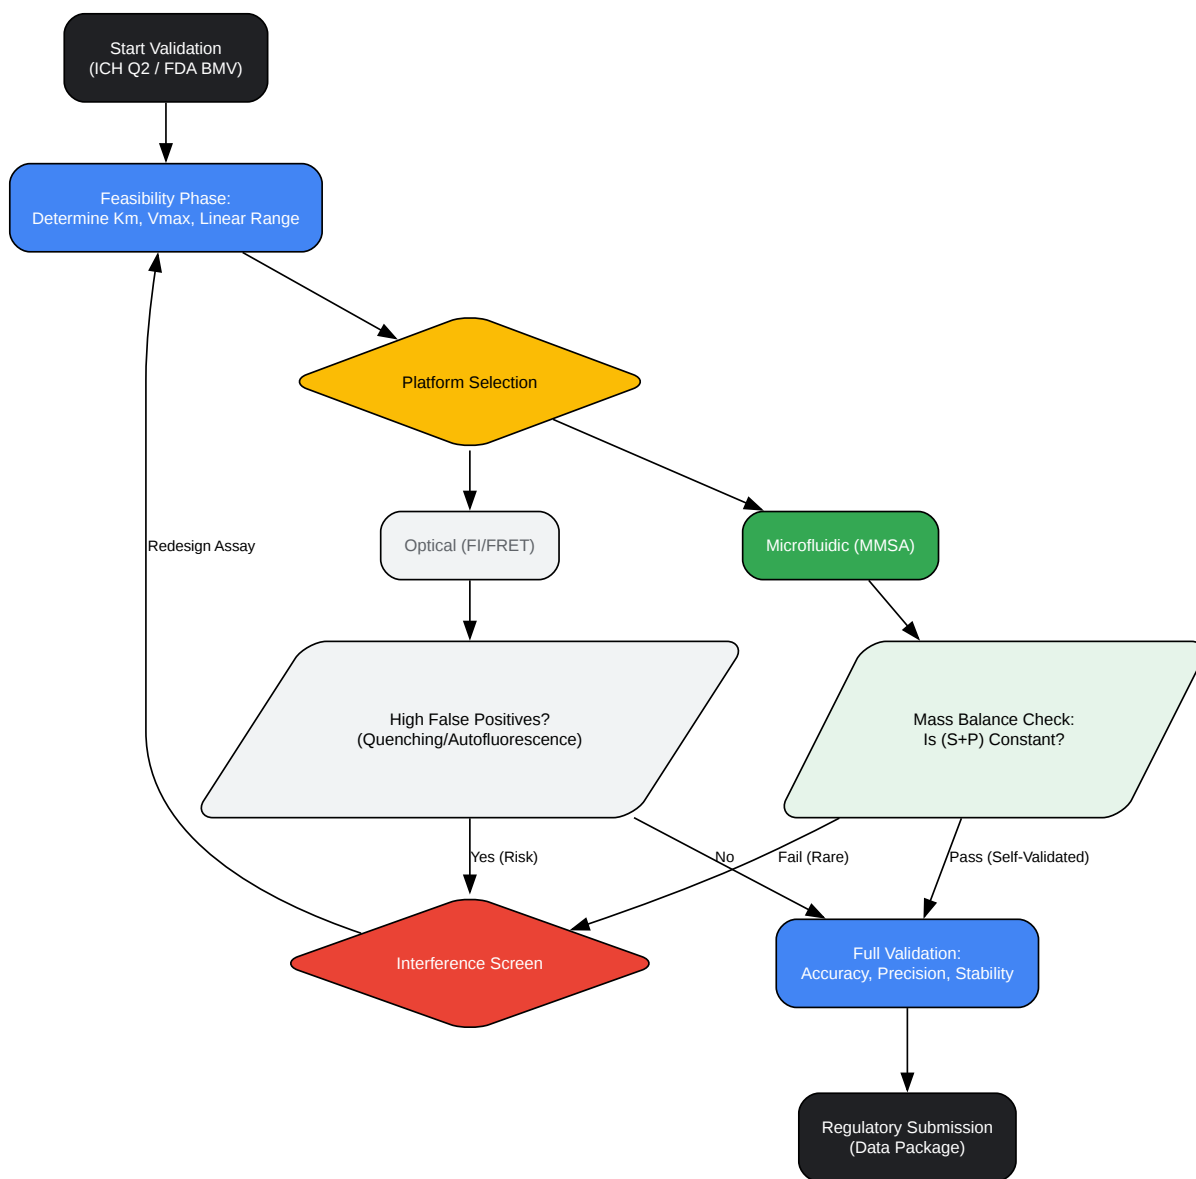 Start Validation
(ICH Q2 / FDA BMV)
Feasibility Phase:
Determine Km, Vmax, Linear Range
Platform Selection
Optical (FI/FRET)
Microfluidic (MMSA)
Redesign Assay
High False Positives?
(Quenching/Autofluorescence)
Mass Balance Check:
Is (S+P) Constant?
Yes (Risk)
No
Fail (Rare)
Pass (Self-Validated)
Interference Screen
Full Validation:
Accuracy, Precision, Stability
Regulatory Submission
(Data Package)